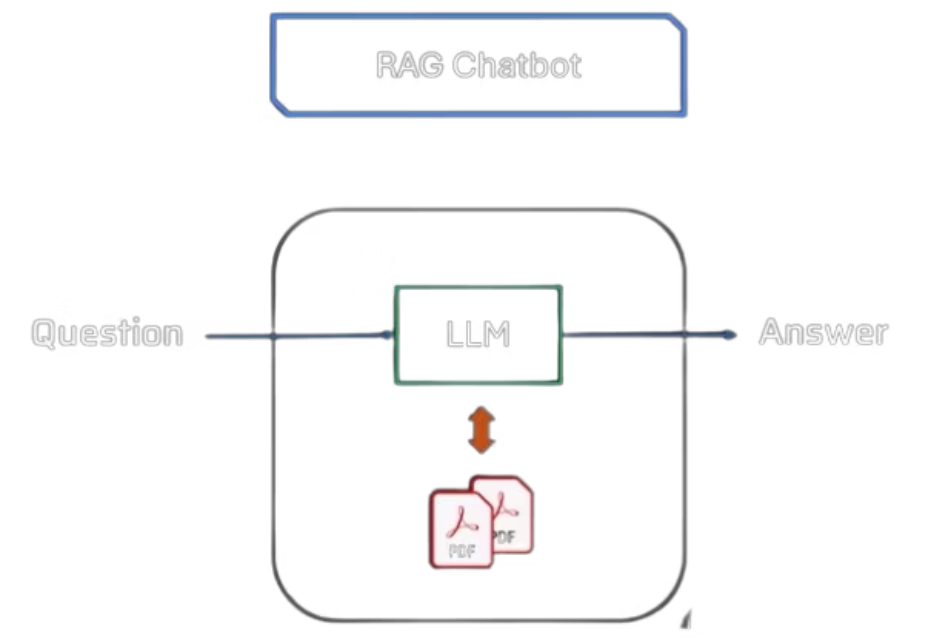 RAG Chatbot
Question
LLM
Answer
PDF
PDF